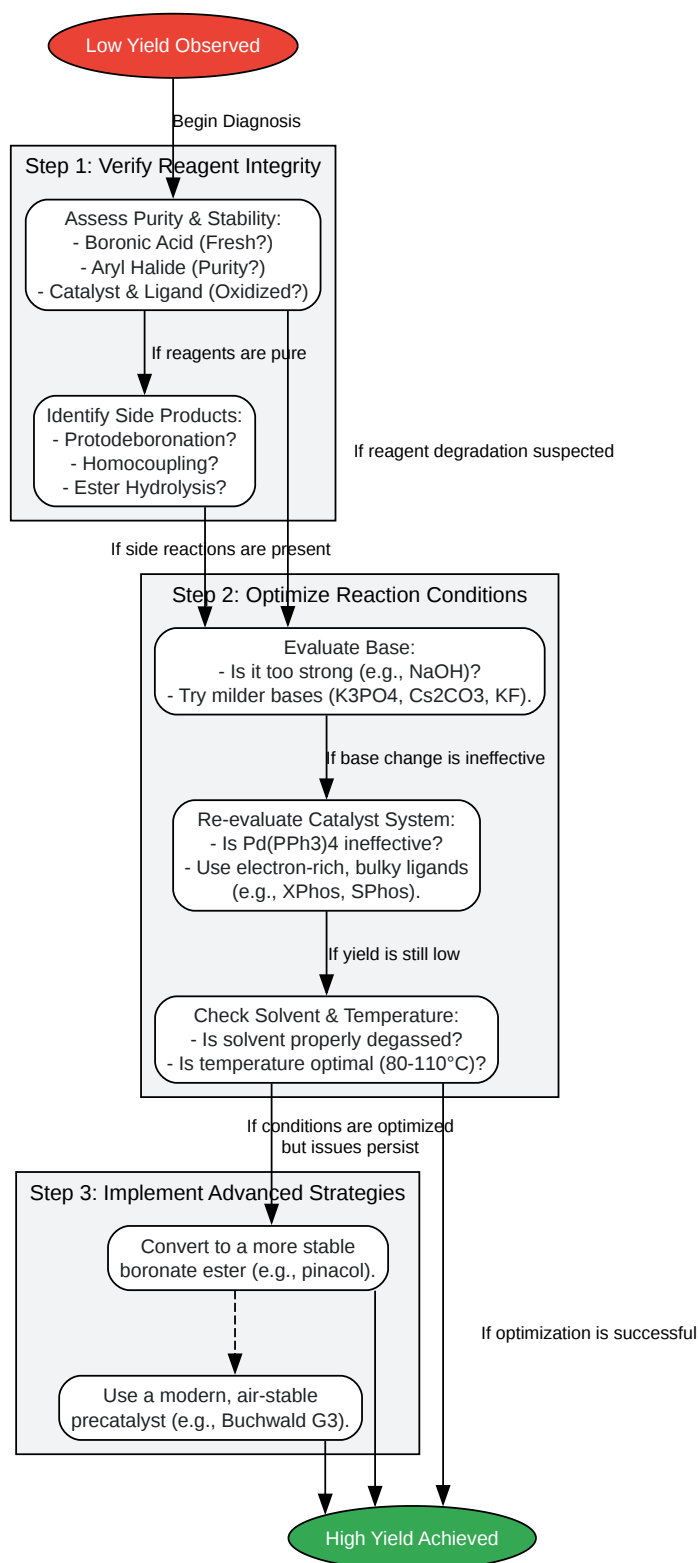 Low Yield Observed
Begin Diagnosis
Step 1: Verify Reagent Integrity
Assess Purity & Stability:
- Boronic Acid (Fresh?)
- Aryl Halide (Purity?)
- Catalyst & Ligand (Oxidized?)
If reagents are pure
Identify Side Products:
- Protodeboronation?
- Homocoupling?
- Ester Hydrolysis?
If reagent degradation suspected
If side reactions are present
Step 2: Optimize Reaction Conditions
Evaluate Base:
- Is it too strong (e.g., NaOH)?
- Try milder bases (K3PO4, Cs2CO3, KF).
If base change is ineffective
Re-evaluate Catalyst System:
- Is Pd(PPh3)4 ineffective?
- Use electron-rich, bulky ligands
(e.g., XPhos, SPhos).
If yield is still low
Check Solvent & Temperature:
- Is solvent properly degassed?
- Is temperature optimal (80-110°C)?
If conditions are optimized
but issues persist
Step 3: Implement Advanced Strategies
Convert to a more stable
boronate ester (e.g., pinacol).
If optimization is successful
Use a modern, air-stable
precatalyst (e.g., Buchwald G3).
High Yield Achieved